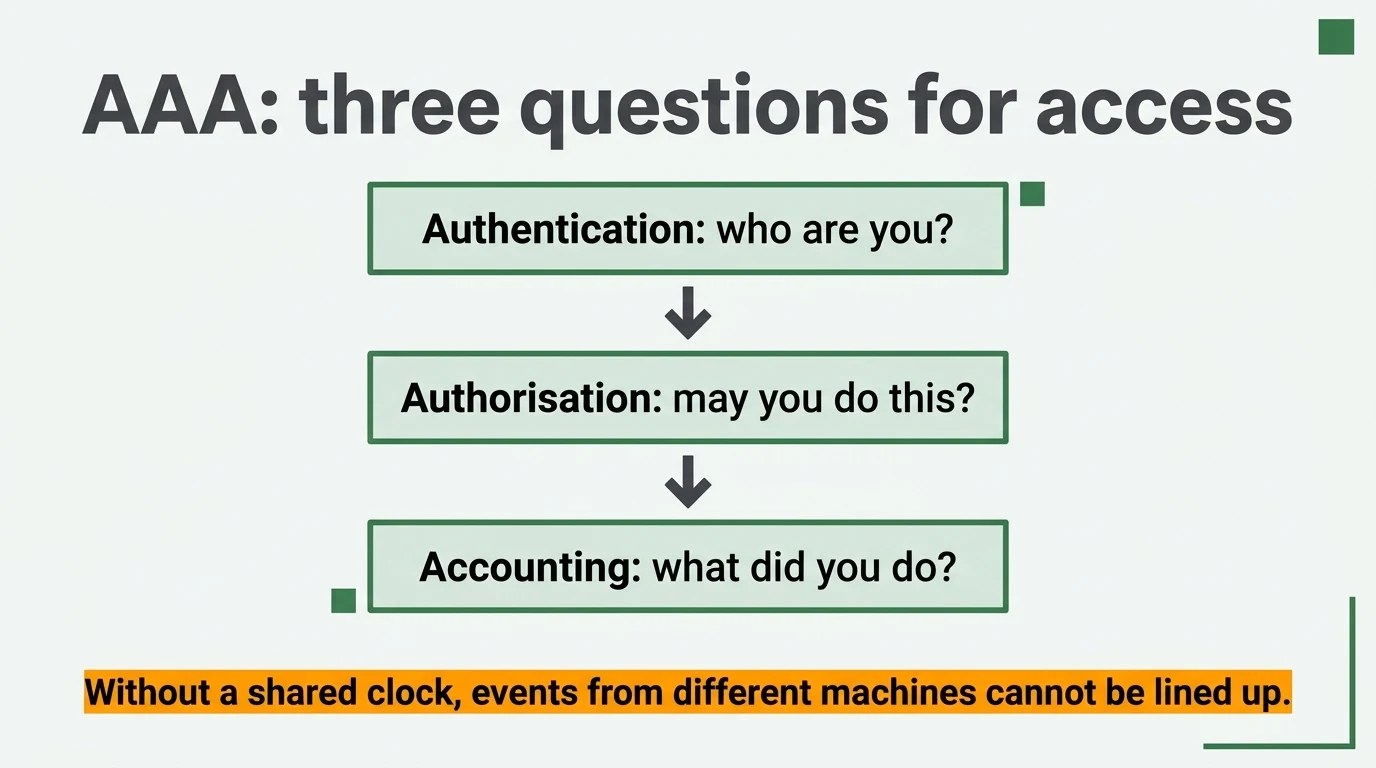 AAA: three questions for access
Authentication: who are you?
Authorisation: may you do this?
Accounting: what did you do?
Without a shared clock, events from different machines cannot be lined up.